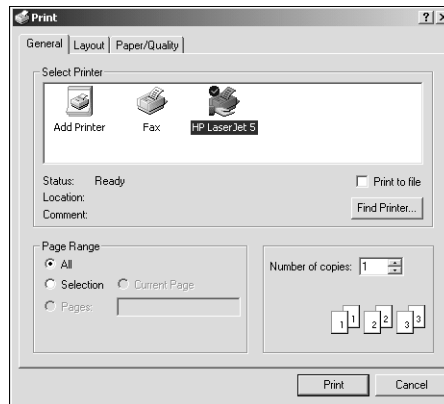 Print
General Layout Paper/Quality
Select Printer
Add Printer Fax HP LaserJet 5
Status: Ready
Print to file
Location:
Comment:
Find Printer...
Page Range
All
Selection Current Page
Pages:
Number of copies: 1
1 1 2 2 3 3
Print Cancel